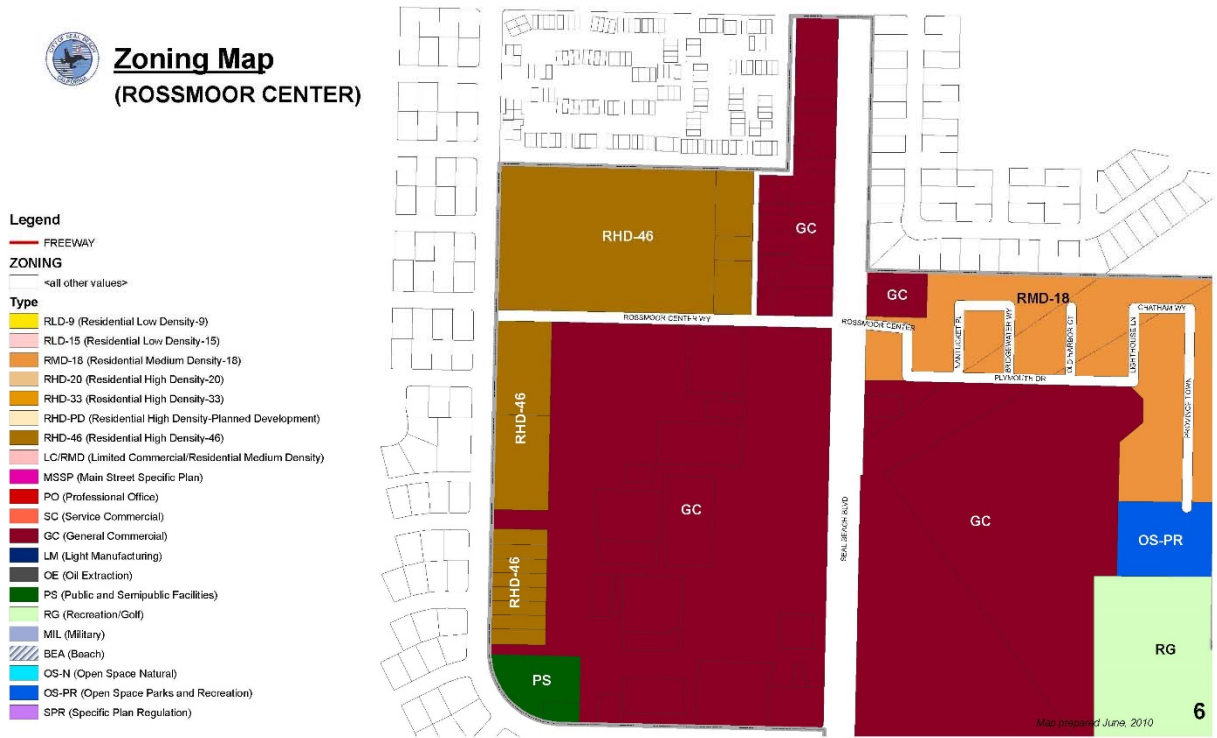 CITY OF SEAL BEACH
CALIFORNIA
Zoning Map
(ROSSMOOR CENTER)
Legend
FREEWAY
ZONING
<all other values>
Type
RLD-9 (Residential Low Density-9)
RLD-15 (Residential Low Density-15)
RMD-18 (Residential Medium Density-18)
RHD-20 (Residential High Density-20)
RHD-33 (Residential High Density-33)
RHD-PD (Residential High Density-Planned Development)
RHD-46 (Residential High Density-46)
LC/RMD (Limited Commercial/Residential Medium Density)
MSSP (Main Street Specific Plan)
PO (Professional Office)
SC (Service Commercial)
GC (General Commercial)
LM (Light Manufacturing)
OE (Oil Extraction)
PS (Public and Semipublic Facilities)
RG (Recreation/Golf)
MIL (Military)
BEA (Beach)
OS-N (Open Space Natural)
OS-PR (Open Space Parks and Recreation)
SPR (Specific Plan Regulation)
RHD-46
GC
GC
RMD-18
CHATHAM WY
ROSSMOOR CENTER WY
ROSSMOOR CENTER
NANTUCKET PL
BRIDGEWATER WY
OLD HARBOR CT
LIGHTHOUSE LN
PLYMOUTH DR
PROVINCE TOWN
RHD-46
GC
SEAL BEACH BLVD
GC
OS-PR
RHD-46
RG
PS
Map prepared June, 2010
6